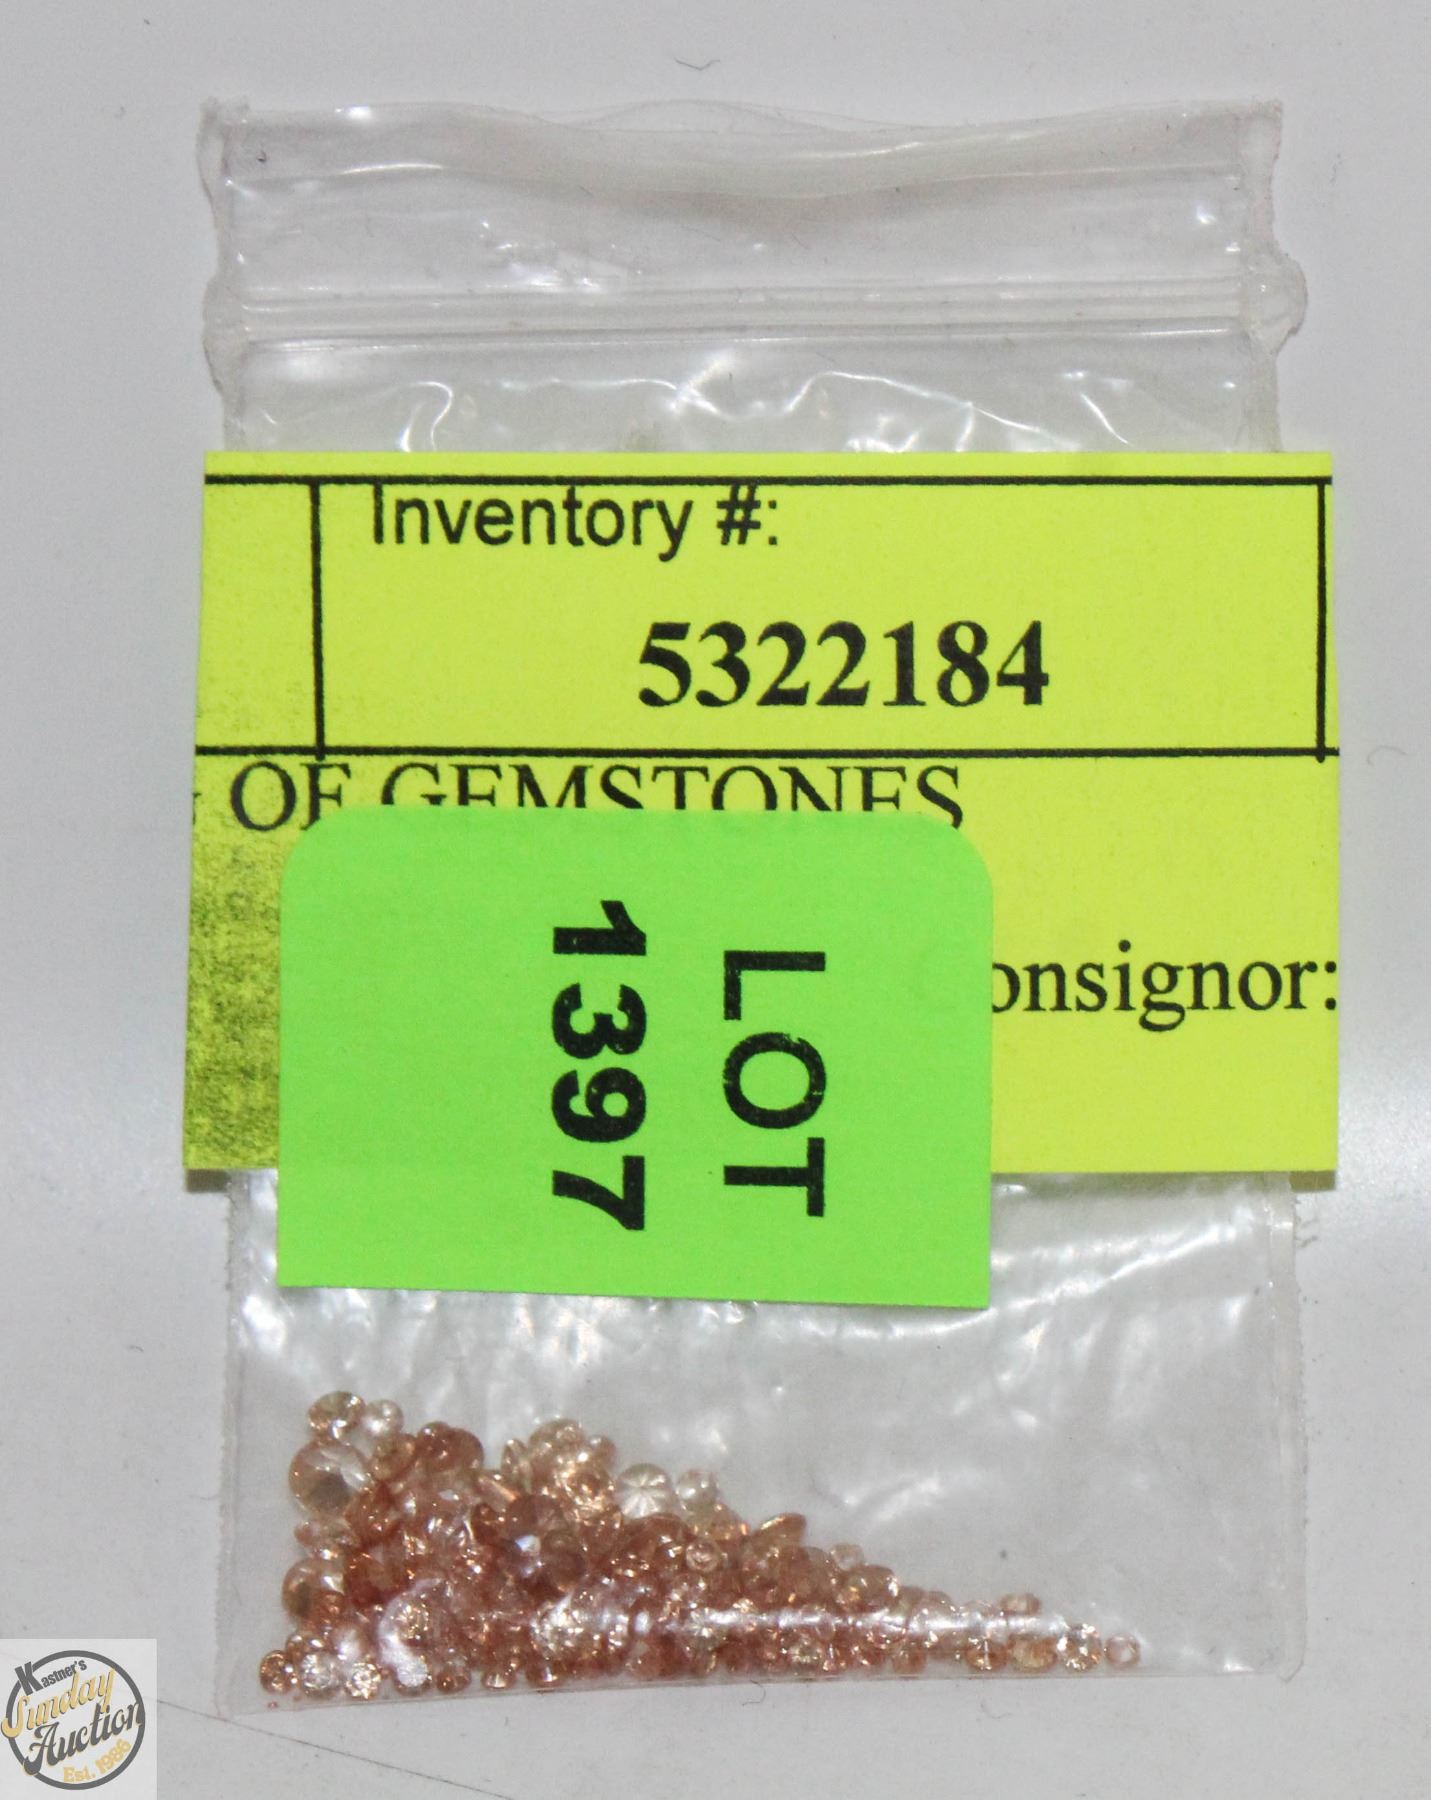 Inventory #:
5322184
OF GEMSTONES
onsignor:
LOT
1397
Kastner's
Sunday
Auction
Est. 1986